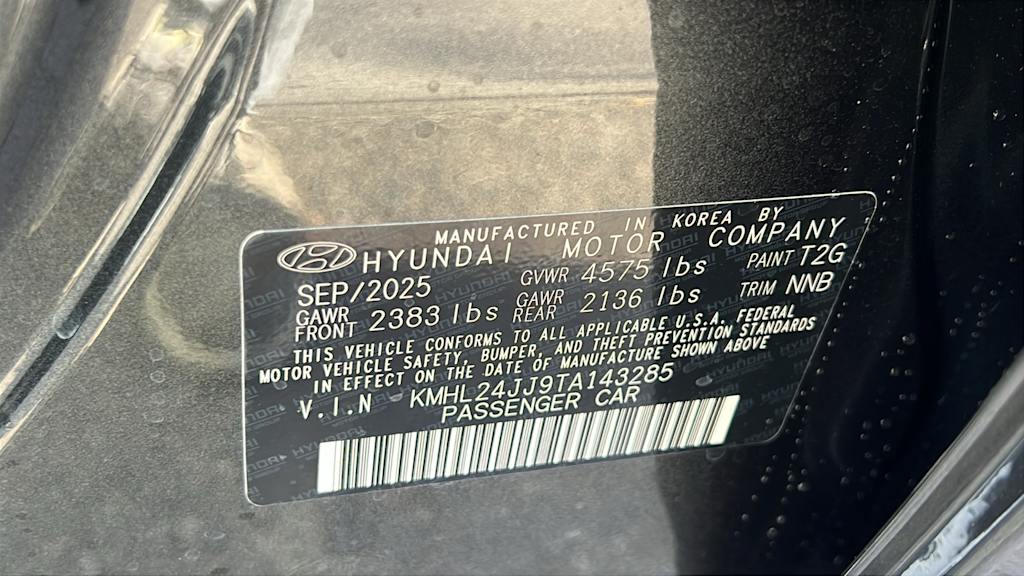 MANUFACTURED IN KOREA BY
HYUNDAI MOTOR COMPANY
SEP/2025 GVWR 4575 lbs PAINT T2G
GAWR FRONT 2383 lbs GAWR REAR 2136 lbs TRIM NNB
THIS VEHICLE CONFORMS TO ALL APPLICABLE U.S.A. FEDERAL
MOTOR VEHICLE SAFETY, BUMPER, AND THEFT PREVENTION STANDARDS
IN EFFECT ON THE DATE OF MANUFACTURE SHOWN ABOVE
V.I.N KMHL24JJ9TA143285
PASSENGER CAR